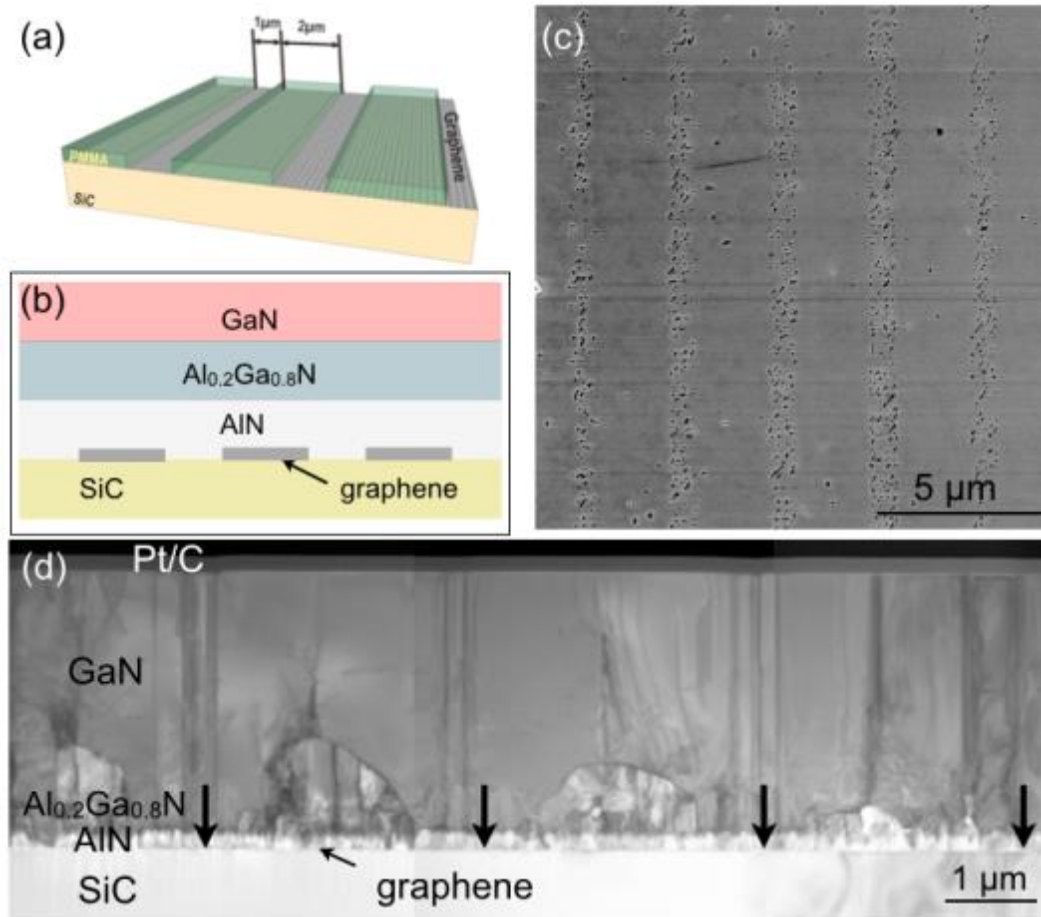 (a)
1μm
2μm
Graphene
PMMA
SiC
(b)
GaN
Al₀.₂Ga₀.₈N
AlN
SiC
graphene
(c)
5 μm
(d)
Pt/C
GaN
Al₀.₂Ga₀.₈N
AlN
SiC
graphene
1 μm